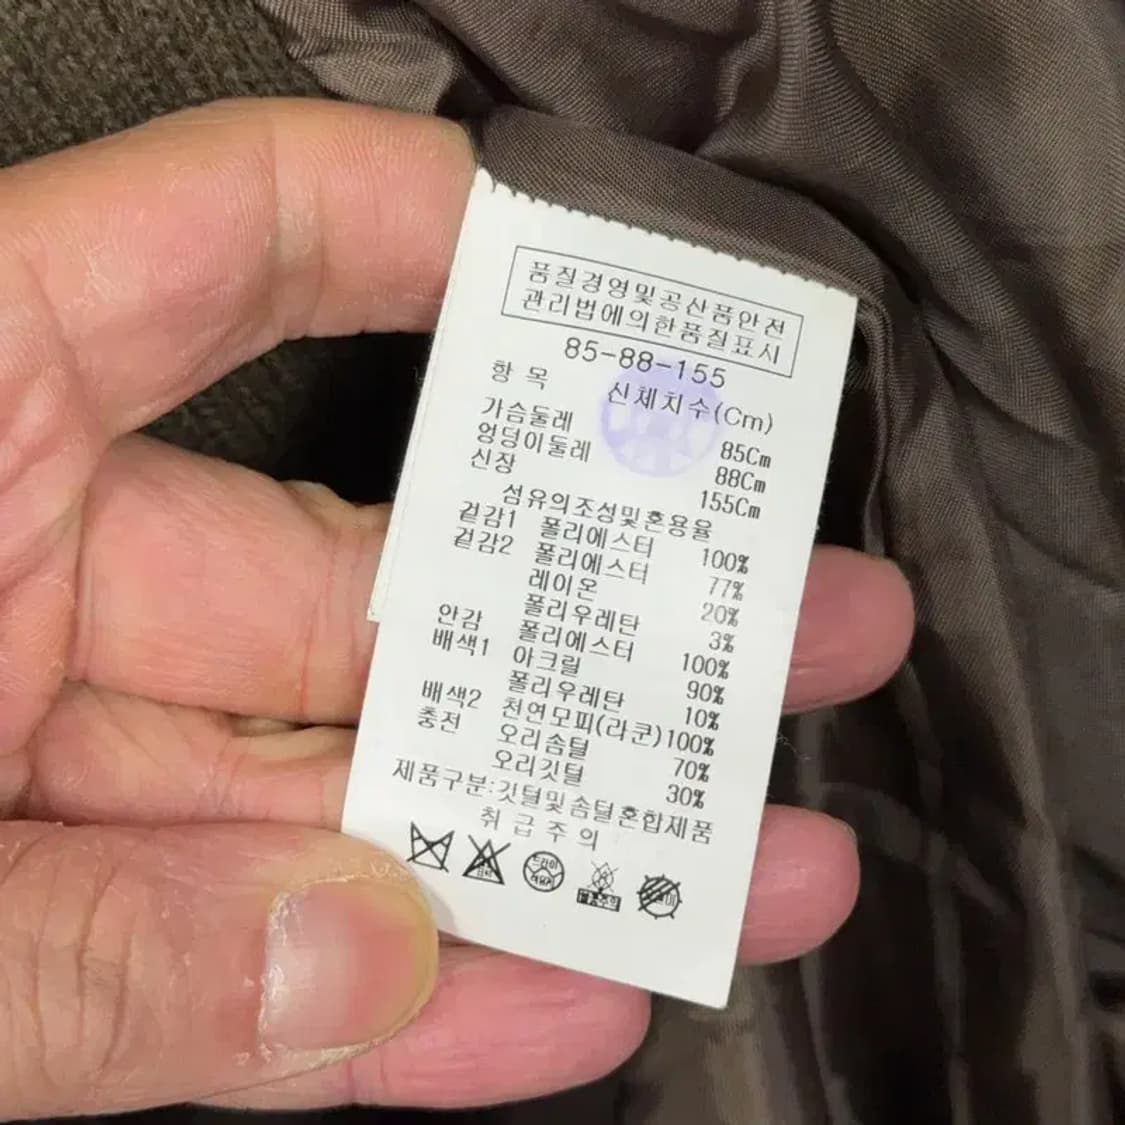 품질경영및공산품안전
관리법에의한품질표시
85-88-155
항 목 신체치수(Cm)
가슴둘레 85Cm
엉덩이둘레 88Cm
신장 155Cm
섬유의조성및혼용율
겉감1 폴리에스터 100%
겉감2 폴리에스터 77%
레이온 20%
폴리우레탄 3%
안감 폴리에스터 100%
배색1 아크릴 90%
폴리우레탄 10%
배색2 천연모피(라쿤)100%
충전 오리솜털 70%
오리깃털 30%
제품구분:깃털및솜털혼합제품
취급주의
드라이